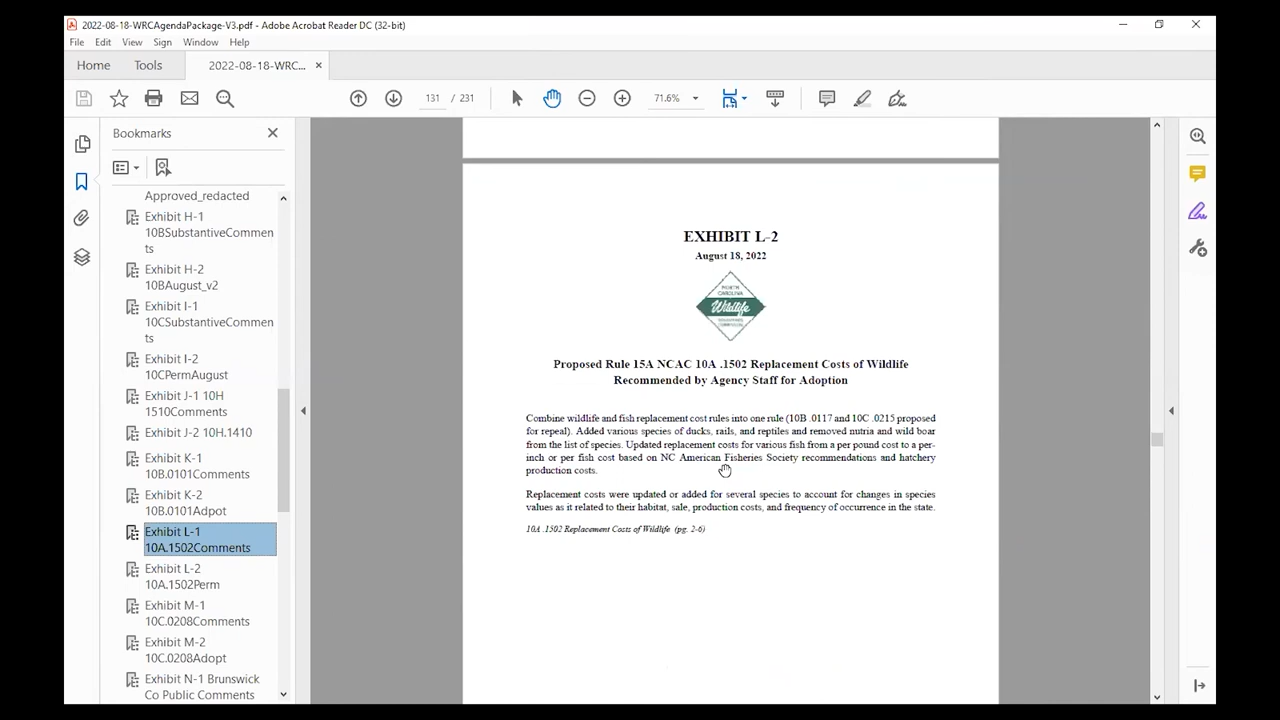 2022-08-18-WRCAgendaPackage-V3.pdf - Adobe Acrobat Reader DC (32-bit)
File Edit View Sign Window Help
Home Tools 2022-08-18-WRC... ×
131 / 231 71.6%
Bookmarks
Approved_redacted
Exhibit H-1
10BSubstantiveCommen
ts
Exhibit H-2
10BAugust_v2
Exhibit I-1
10CSubstantiveCommen
ts
Exhibit I-2
10CPermAugust
Exhibit J-1 10H
1510Comments
Exhibit J-2 10H.1410
Exhibit K-1
10B.0101Comments
Exhibit K-2
10B.0101Adpot
Exhibit L-1
10A.1502Comments
Exhibit L-2
10A.1502Perm
Exhibit M-1
10C.0208Comments
Exhibit M-2
10C.0208Adopt
Exhibit N-1 Brunswick
Co Public Comments
EXHIBIT L-2
August 18, 2022
NORTH
CAROLINA
Wildlife
Proposed Rule 15A NCAC 10A .1502 Replacement Costs of Wildlife
Recommended by Agency Staff for Adoption
Combine wildlife and fish replacement cost rules into one rule (10B .0117 and 10C .0215 proposed
for repeal). Added various species of ducks, rails, and reptiles and removed nutria and wild boar
from the list of species. Updated replacement costs for various fish from a per pound cost to a per-
inch or per fish cost based on NC American Fisheries Society recommendations and hatchery
production costs.
Replacement costs were updated or added for several species to account for changes in species
values as it related to their habitat, sale, production costs, and frequency of occurrence in the state.
10A .1502 Replacement Costs of Wildlife (pg. 2-6)